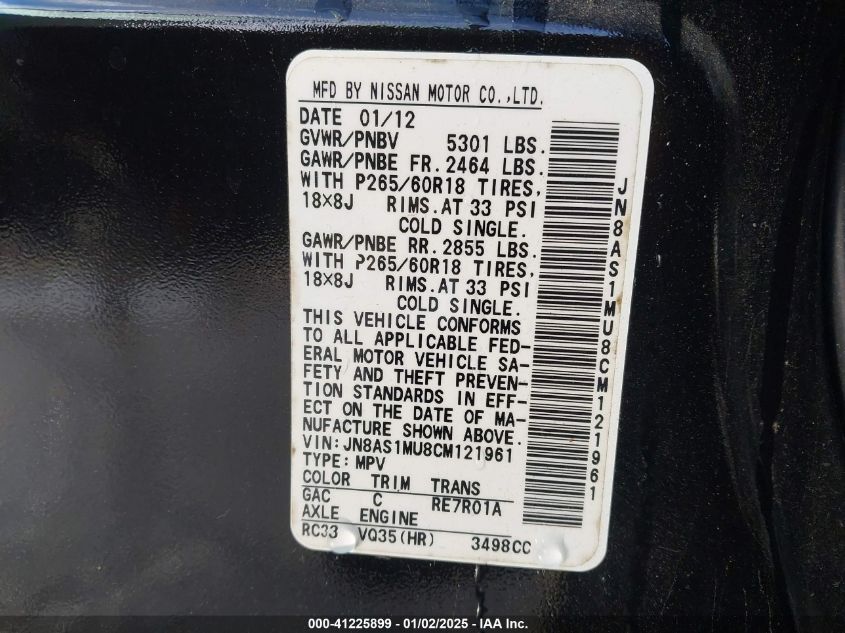 MFD BY NISSAN MOTOR CO.,LTD.
DATE 01/12
GVWR/PNBV 5301 LBS.
GAWR/PNBE FR. 2464 LBS.
WITH P265/60R18 TIRES,
18×8J RIMS. AT 33 PSI
COLD SINGLE.
GAWR/PNBE RR. 2855 LBS.
WITH P265/60R18 TIRES,
18×8J RIMS. AT 33 PSI
COLD SINGLE.
THIS VEHICLE CONFORMS
TO ALL APPLICABLE FED-
ERAL MOTOR VEHICLE SA-
FETY AND THEFT PREVEN-
TION STANDARDS IN EFF-
ECT ON THE DATE OF MA-
NUFACTURE SHOWN ABOVE.
VIN: JN8AS1MU8CM121961
TYPE: MPV
COLOR TRIM TRANS
GAC C RE7R01A
AXLE ENGINE
RC33 VQ35(HR) 3498CC
JN8AS1MU8CM121961
000-41225899 - 01/02/2025 - IAA Inc.